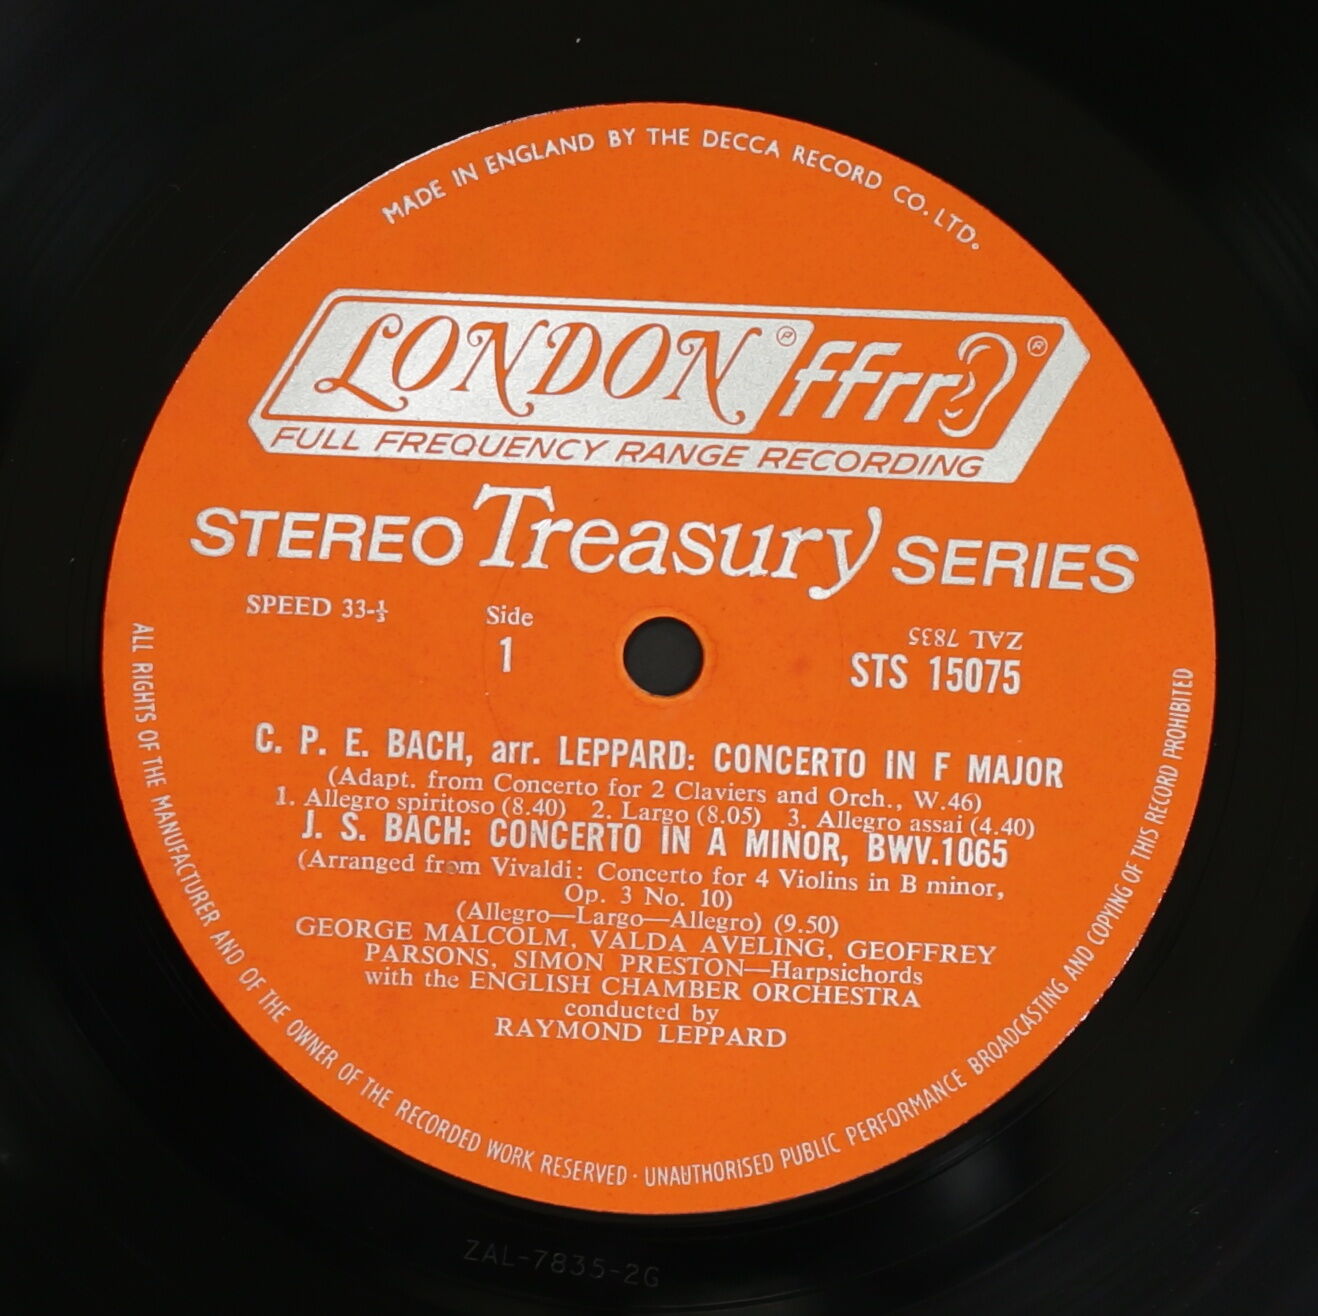 MADE IN ENGLAND BY THE DECCA RECORD CO. LTD.
LONDON ® ffrr ®
FULL FREQUENCY RANGE RECORDING
STEREO Treasury SERIES
SPEED 33-⅓
Side
1
ZAL 7835
STS 15075
C. P. E. BACH, arr. LEPPARD: CONCERTO IN F MAJOR
(Adapt. from Concerto for 2 Claviers and Orch., W.46)
1. Allegro spiritoso (8.40) 2. Largo (8.05) 3. Allegro assai (4.40)
J. S. BACH: CONCERTO IN A MINOR, BWV.1065
(Arranged from Vivaldi: Concerto for 4 Violins in B minor,
Op. 3 No. 10)
(Allegro—Largo—Allegro) (9.50)
GEORGE MALCOLM, VALDA AVELING, GEOFFREY
PARSONS, SIMON PRESTON—Harpsichords
with the ENGLISH CHAMBER ORCHESTRA
conducted by
RAYMOND LEPPARD
ALL RIGHTS OF THE MANUFACTURER AND OF THE OWNER OF THE RECORDED WORK RESERVED · UNAUTHORISED PUBLIC PERFORMANCE BROADCASTING AND COPYING OF THIS RECORD PROHIBITED
ZAL-7835-2G